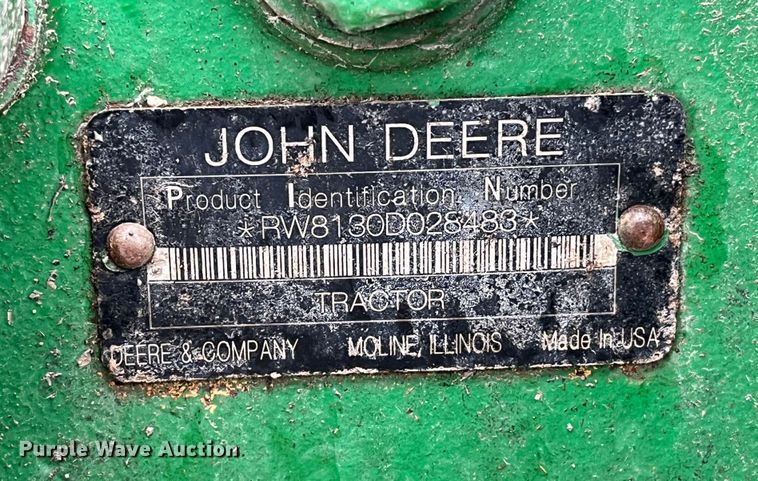 JOHN DEERE
Product Identification Number
*RW8130D028483*
TRACTOR
DEERE & COMPANY MOLINE, ILLINOIS Made In USA
Purple Wave Auction.